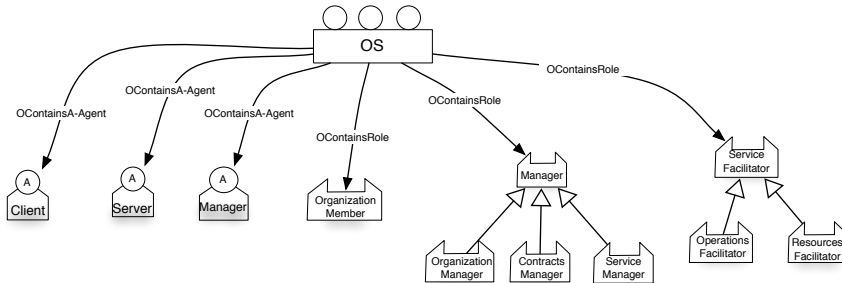 OS
OContainsRole
OContainsA-Agent
OContainsA-Agent
OContainsRole
OContainsA-Agent
OContainsRole
Service
Facilitator
A
A
A
Manager
Client
Server
Manager
Organization
Member
Operations
Facilitator
Resources
Facilitator
Organization
Manager
Contracts
Manager
Service
Manager